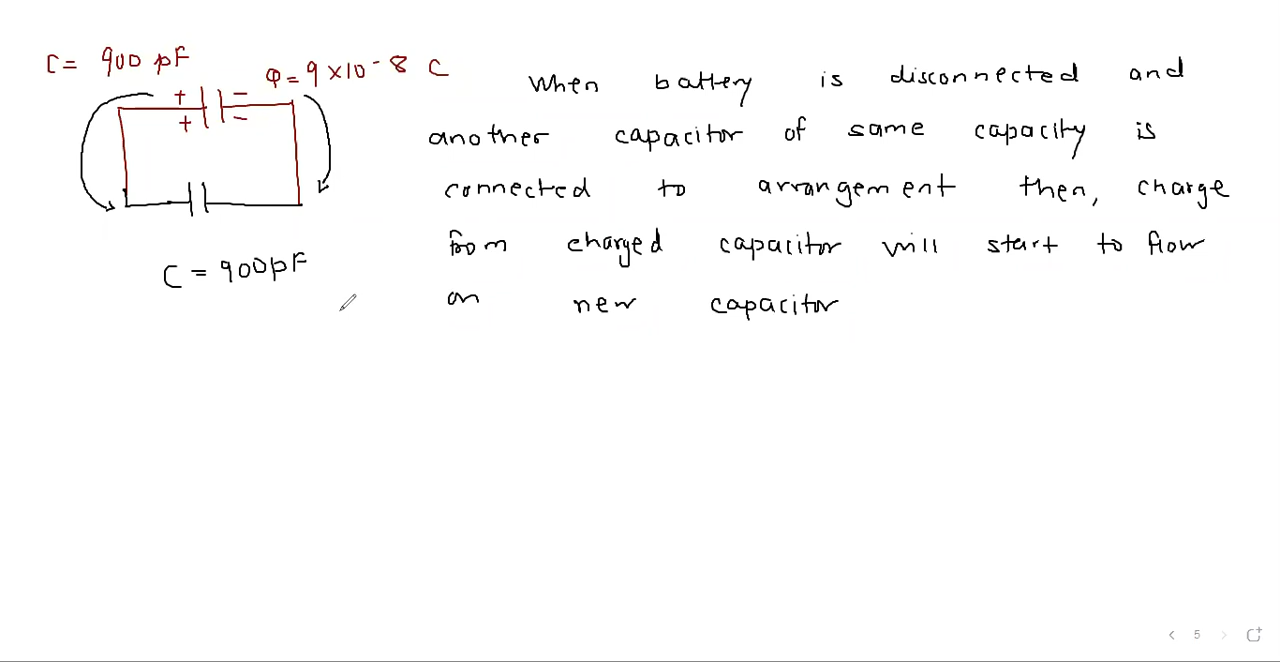 C = 900 pF
Q = 9 × 10⁻⁸ C
+ −
+ −
C = 900pF
When battery is disconnected and
another capacitor of same capacity is
connected to arrangement then, charge
from charged capacitor will start to flow
on new capacitor
5